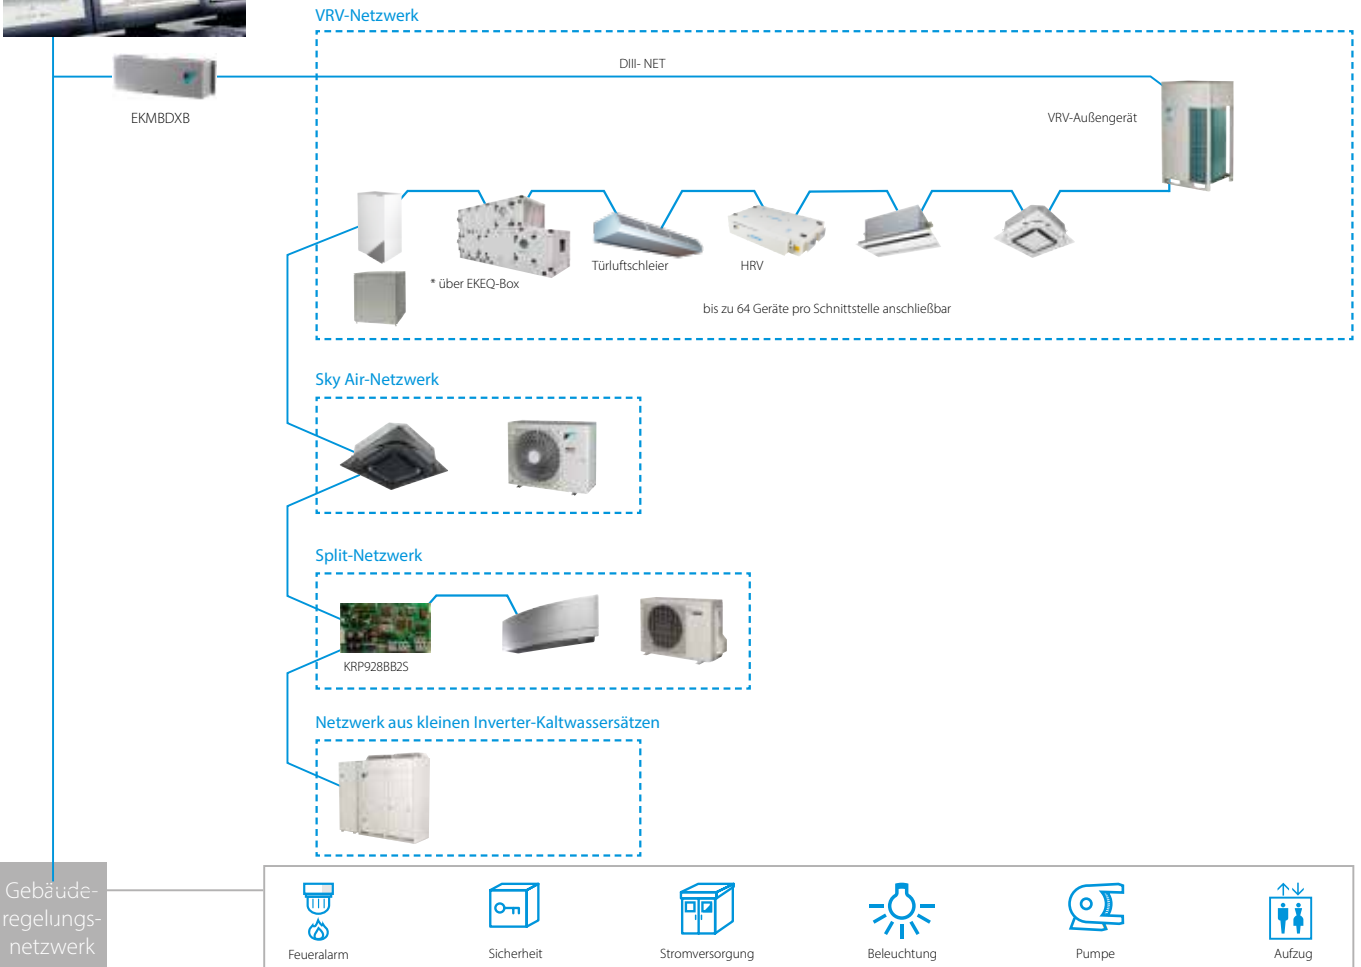 VRV-Netzwerk
DIII- NET
EKMBDXB
VRV-Außengerät
Türluftschleier
HRV
* über EKEQ-Box
bis zu 64 Geräte pro Schnittstelle anschließbar
Sky Air-Netzwerk
Split-Netzwerk
KRP928BB2S
Netzwerk aus kleinen Inverter-Kaltwassersätzen
Gebäude-
regelungs-
netzwerk
Feueralarm
Sicherheit
Stromversorgung
Beleuchtung
Pumpe
Aufzug